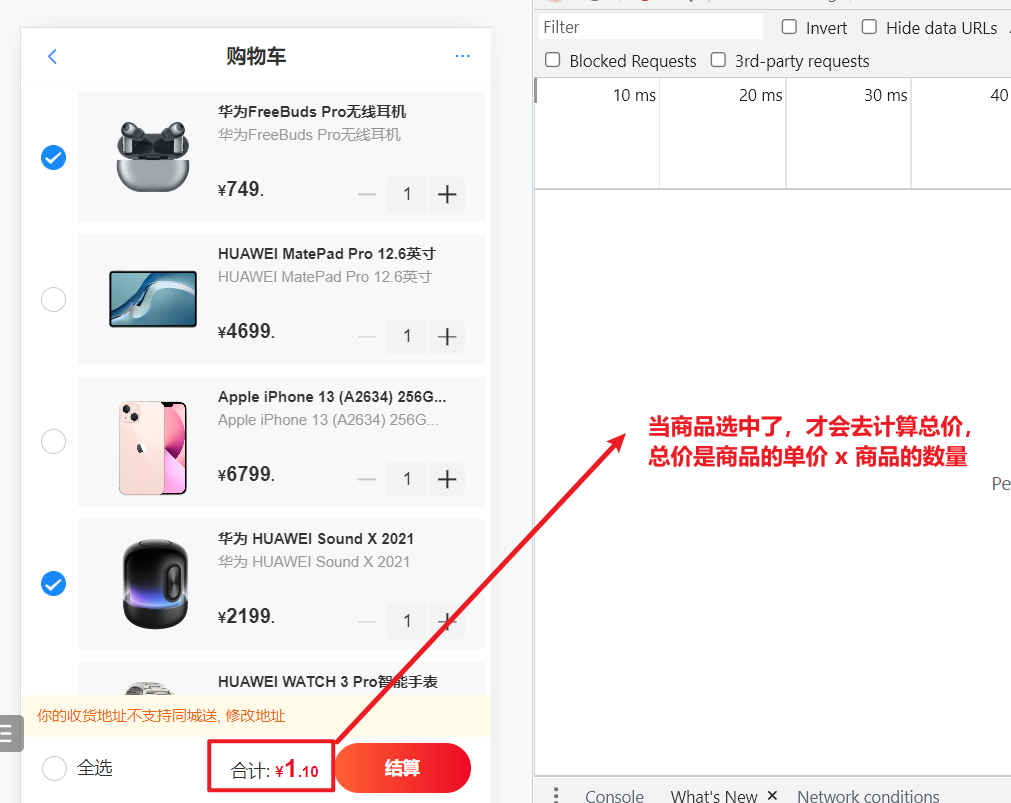 购物车
...
华为FreeBuds Pro无线耳机
华为FreeBuds Pro无线耳机
¥749.
1
HUAWEI MatePad Pro 12.6英寸
HUAWEI MatePad Pro 12.6英寸
¥4699.
1
Apple iPhone 13 (A2634) 256G...
Apple iPhone 13 (A2634) 256G...
¥6799.
1
华为 HUAWEI Sound X 2021
华为 HUAWEI Sound X 2021
¥2199.
1
HUAWEI WATCH 3 Pro智能手表
你的收货地址不支持同城送, 修改地址
全选
合计: ¥1.10
结算
Filter
Invert
Hide data URLs
Blocked Requests
3rd-party requests
10 ms
20 ms
30 ms
40
当商品选中了，才会去计算总价，
总价是商品的单价 x 商品的数量
Pe
Console
What's New
Network conditions